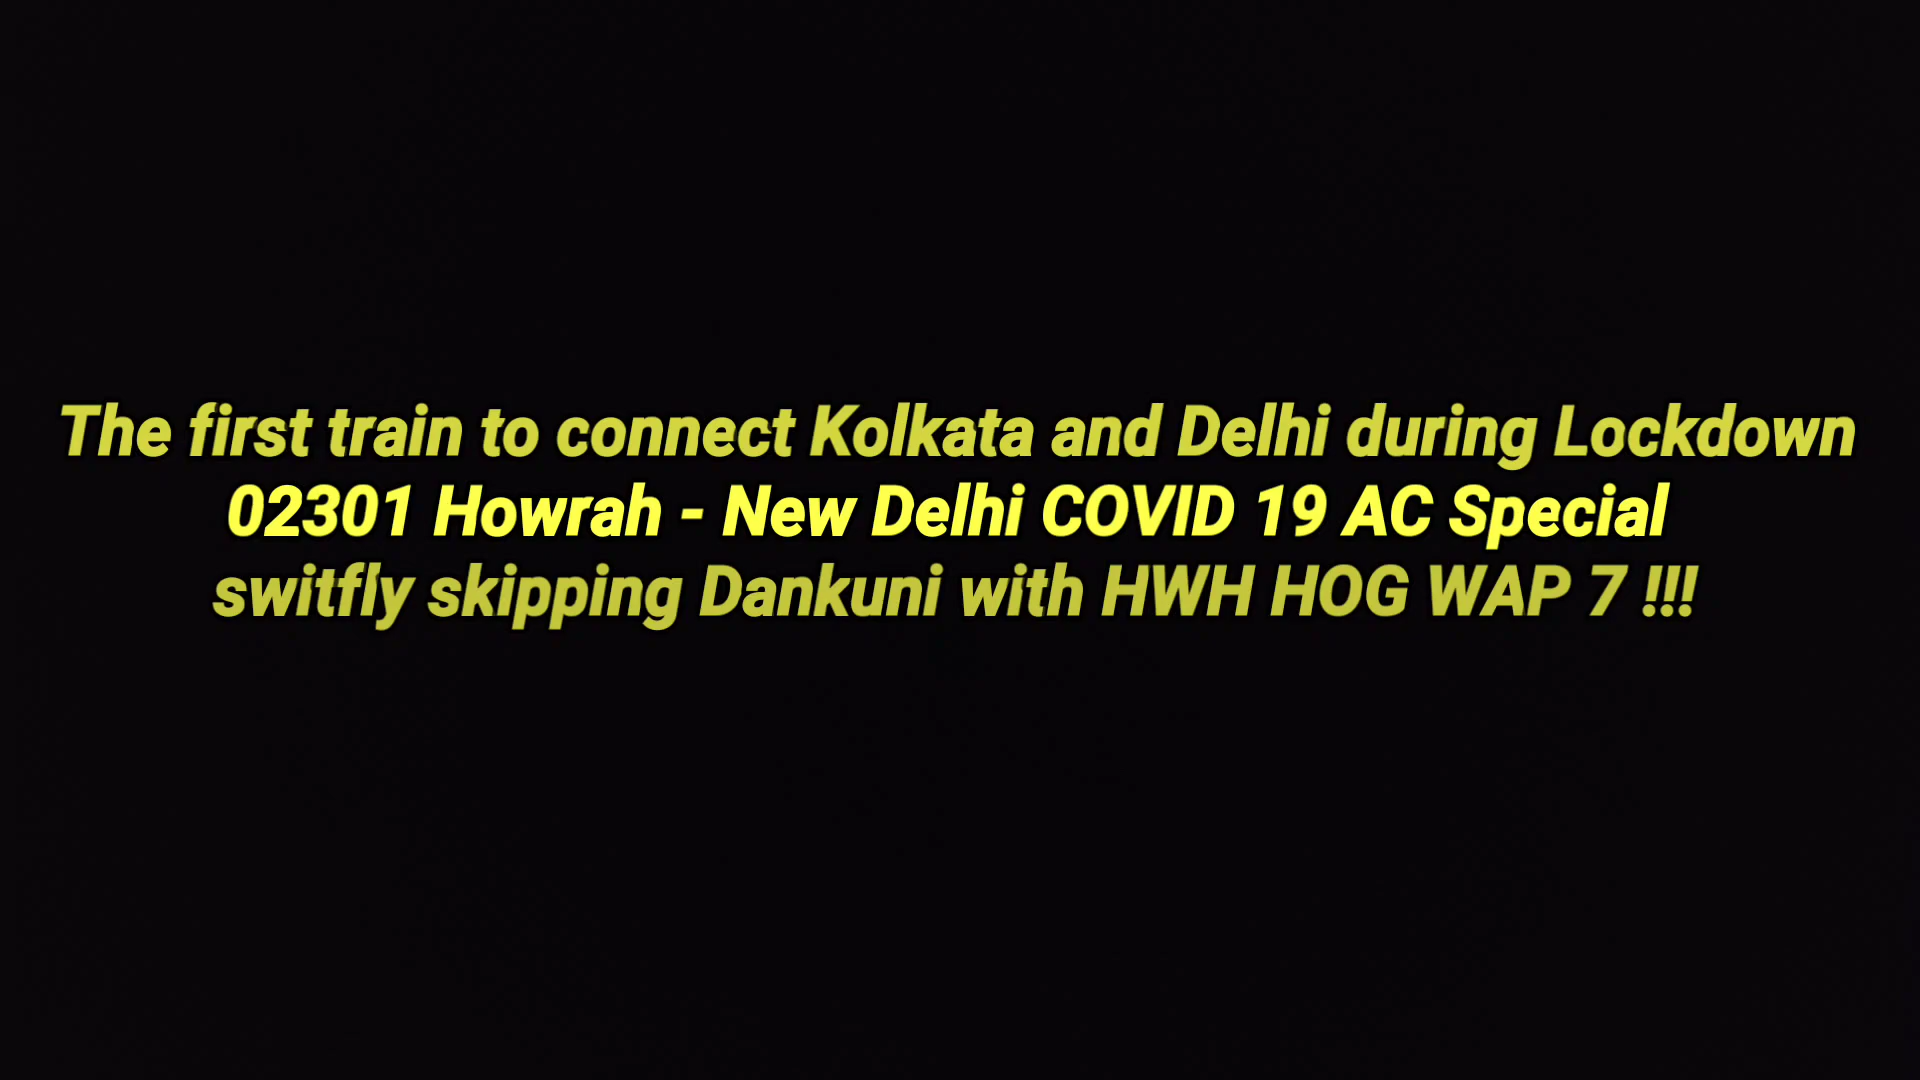 The first train to connect Kolkata and Delhi during Lockdown
02301 Howrah - New Delhi COVID 19 AC Special
switfly skipping Dankuni with HWH HOG WAP 7 !!!